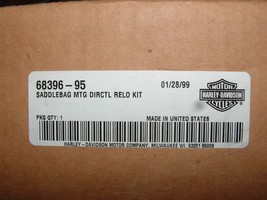 68396-95
01/28/99
SADDLEBAG MTG DIRCTL RELO KIT
HARLEY-DAVIDSON
PKG QTY: 1
MADE IN UNITED STATES
HARLEY-DAVIDSON MOTOR COMPANY, MILWAUKEE WI. 53201